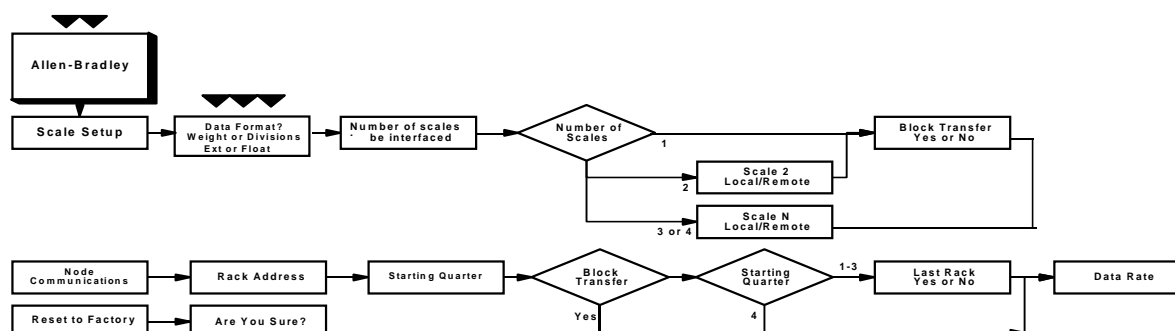 Allen-Bradley
Scale Setup
Data Format?
Weight or Divisions
Ext or Float
Number of scales
be interfaced
Number of
Scales
1
Block Transfer
Yes or No
2
Scale 2
Local/Remote
3 or 4
Scale N
Local/Remote
Node
Communications
Rack Address
Starting Quarter
Block
Transfer
Yes
Starting
Quarter
1-3
4
Last Rack
Yes or No
Data Rate
Reset to Factory
Are You Sure?